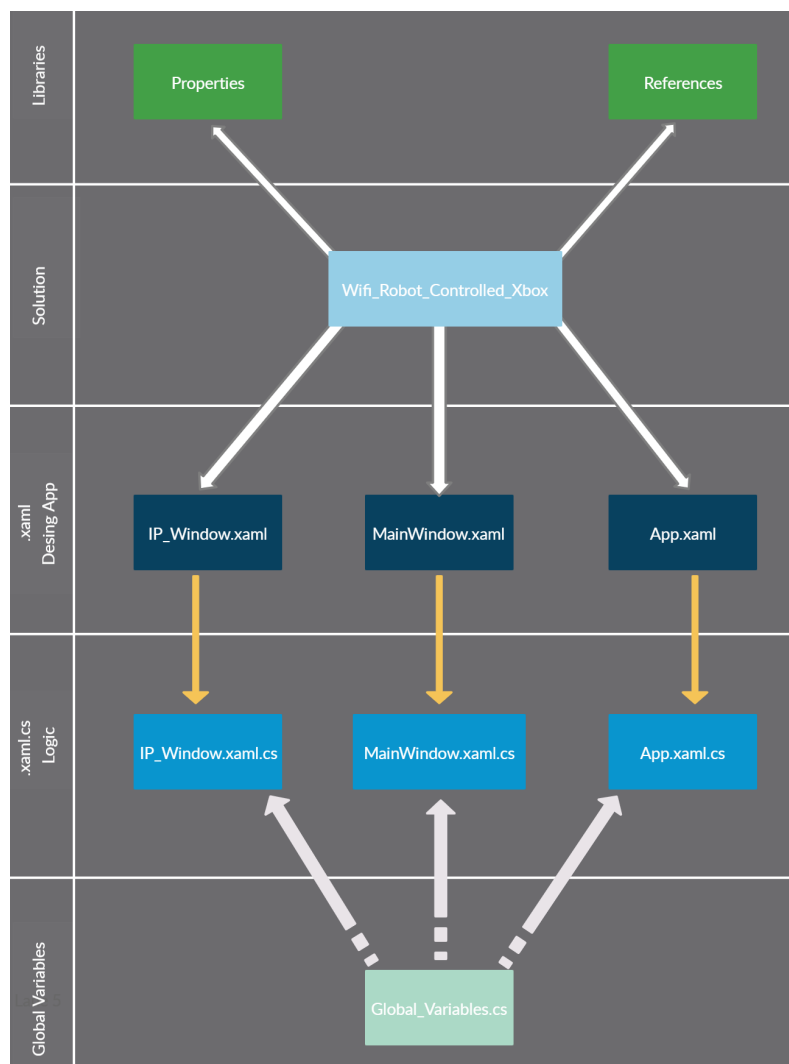 Libraries
Properties
References
Solution
Wifi_Robot_Controlled_Xbox
.xaml
Desing App
IP_Window.xaml
MainWindow.xaml
App.xaml
.xaml.cs
Logic
IP_Window.xaml.cs
MainWindow.xaml.cs
App.xaml.cs
Global Variables
Global_Variables.cs